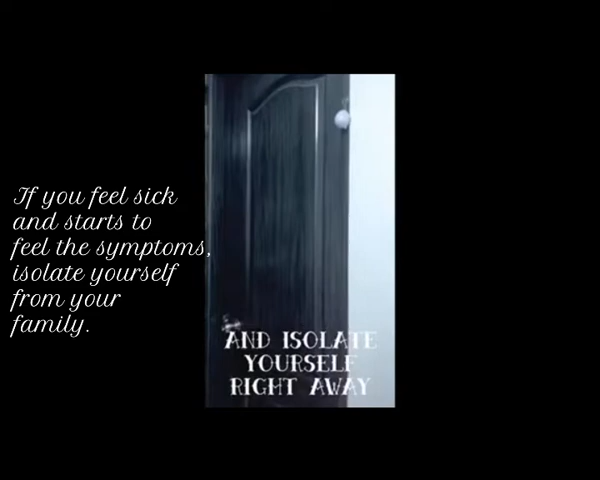 If you feel sick
and starts to
feel the symptoms,
isolate yourself
from your
family.
AND ISOLATE
YOURSELF
RIGHT AWAY